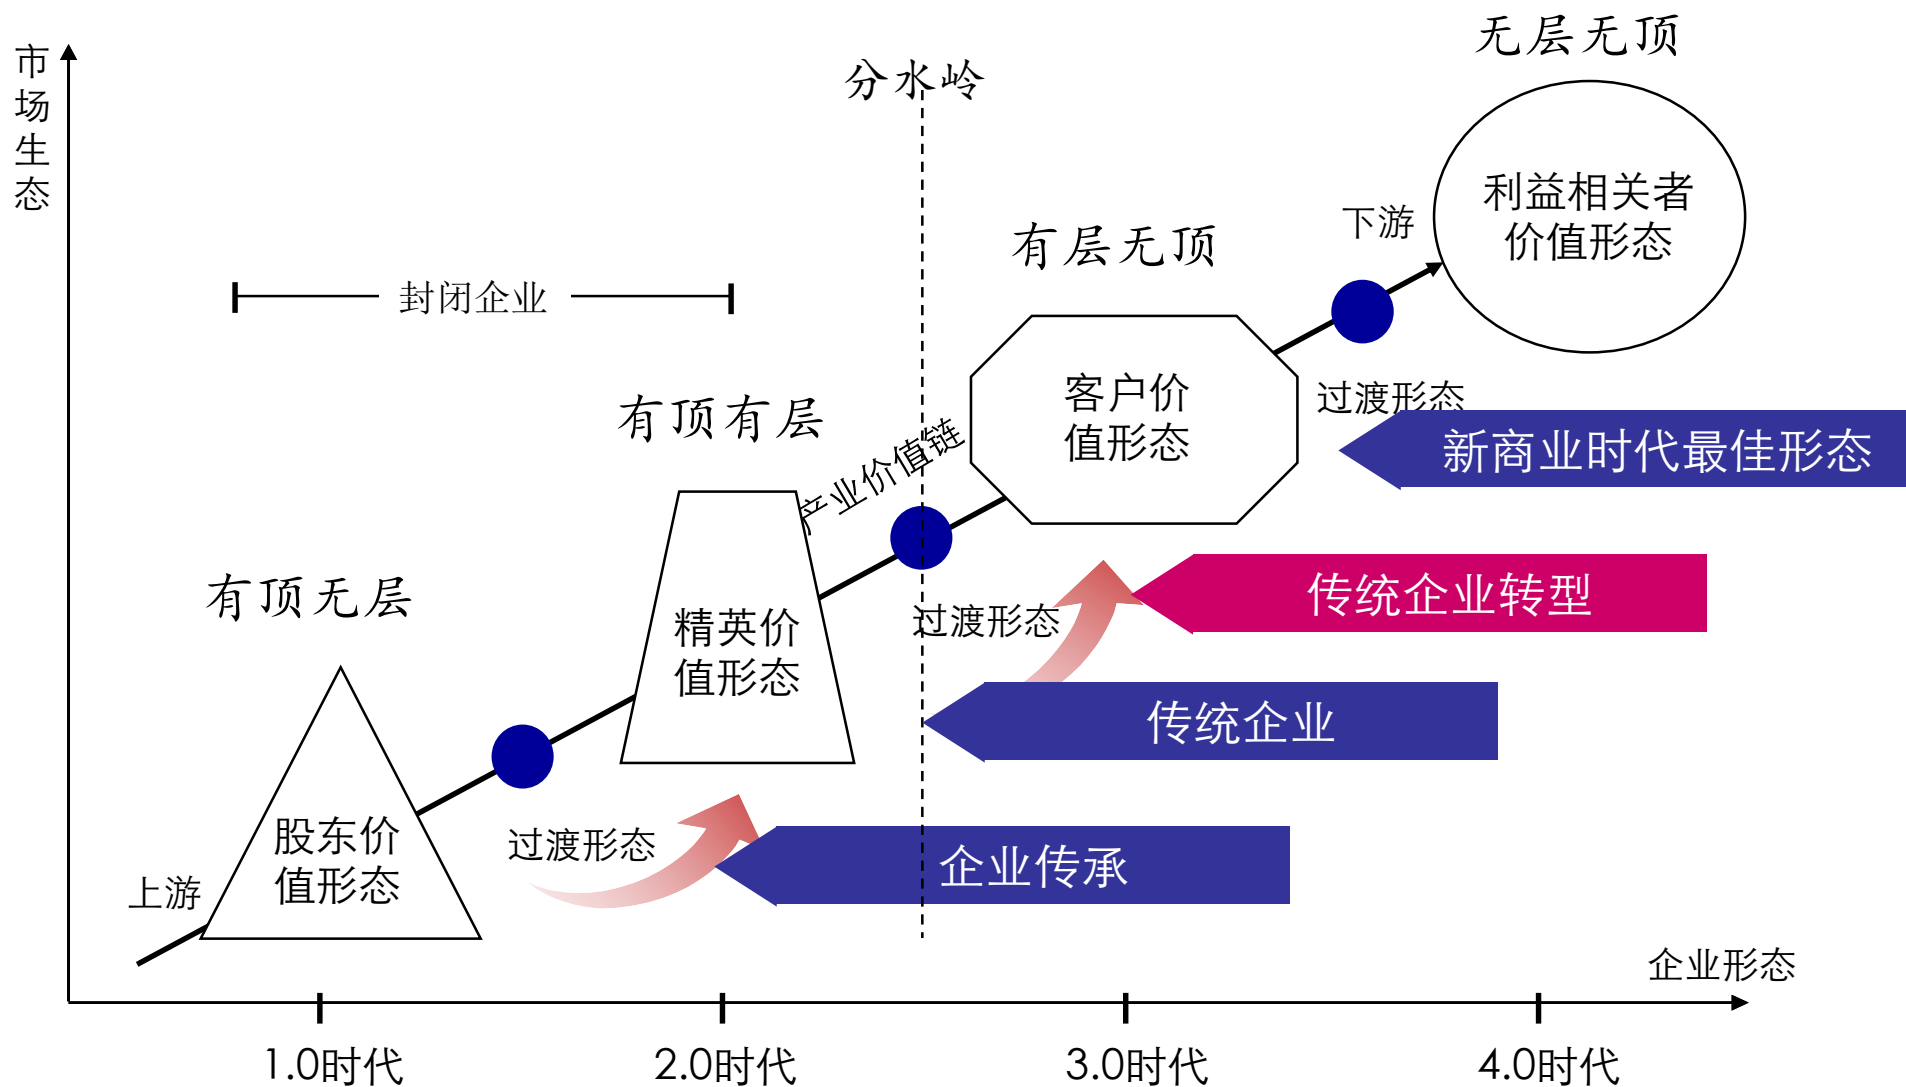 无层无顶
市场生态
分水岭
利益相关者
价值形态
下游
有层无顶
封闭企业
客户价
值形态
过渡形态
有顶有层
产业价值链
新商业时代最佳形态
有顶无层
传统企业转型
过渡形态
精英价
值形态
传统企业
股东价
值形态
过渡形态
企业传承
上游
企业形态
1.0时代
2.0时代
3.0时代
4.0时代